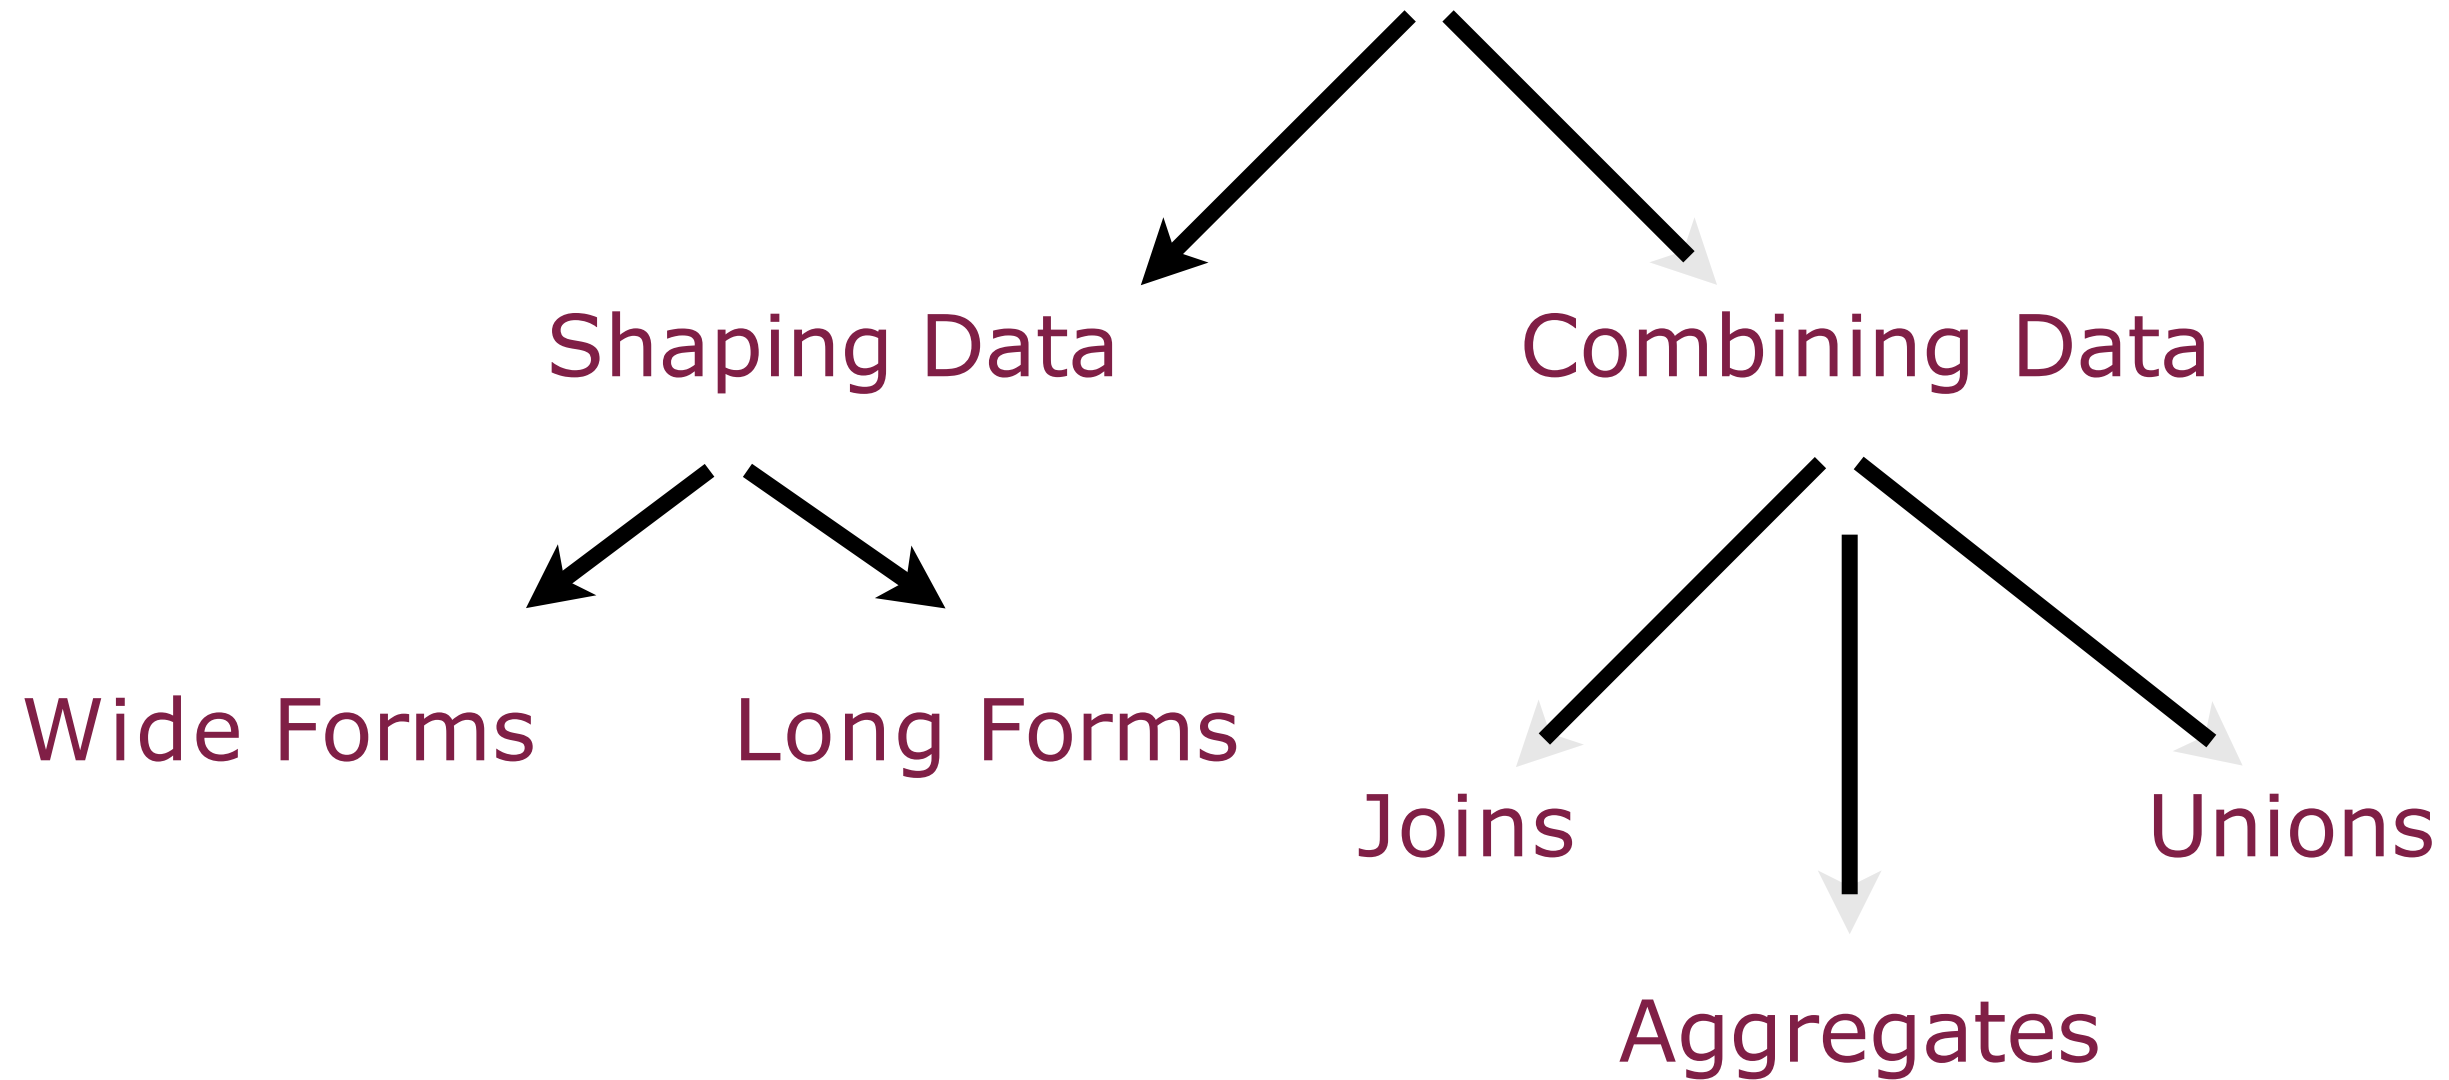 Shaping Data
Combining Data
Wide Forms
Long Forms
Joins
Unions
Aggregates